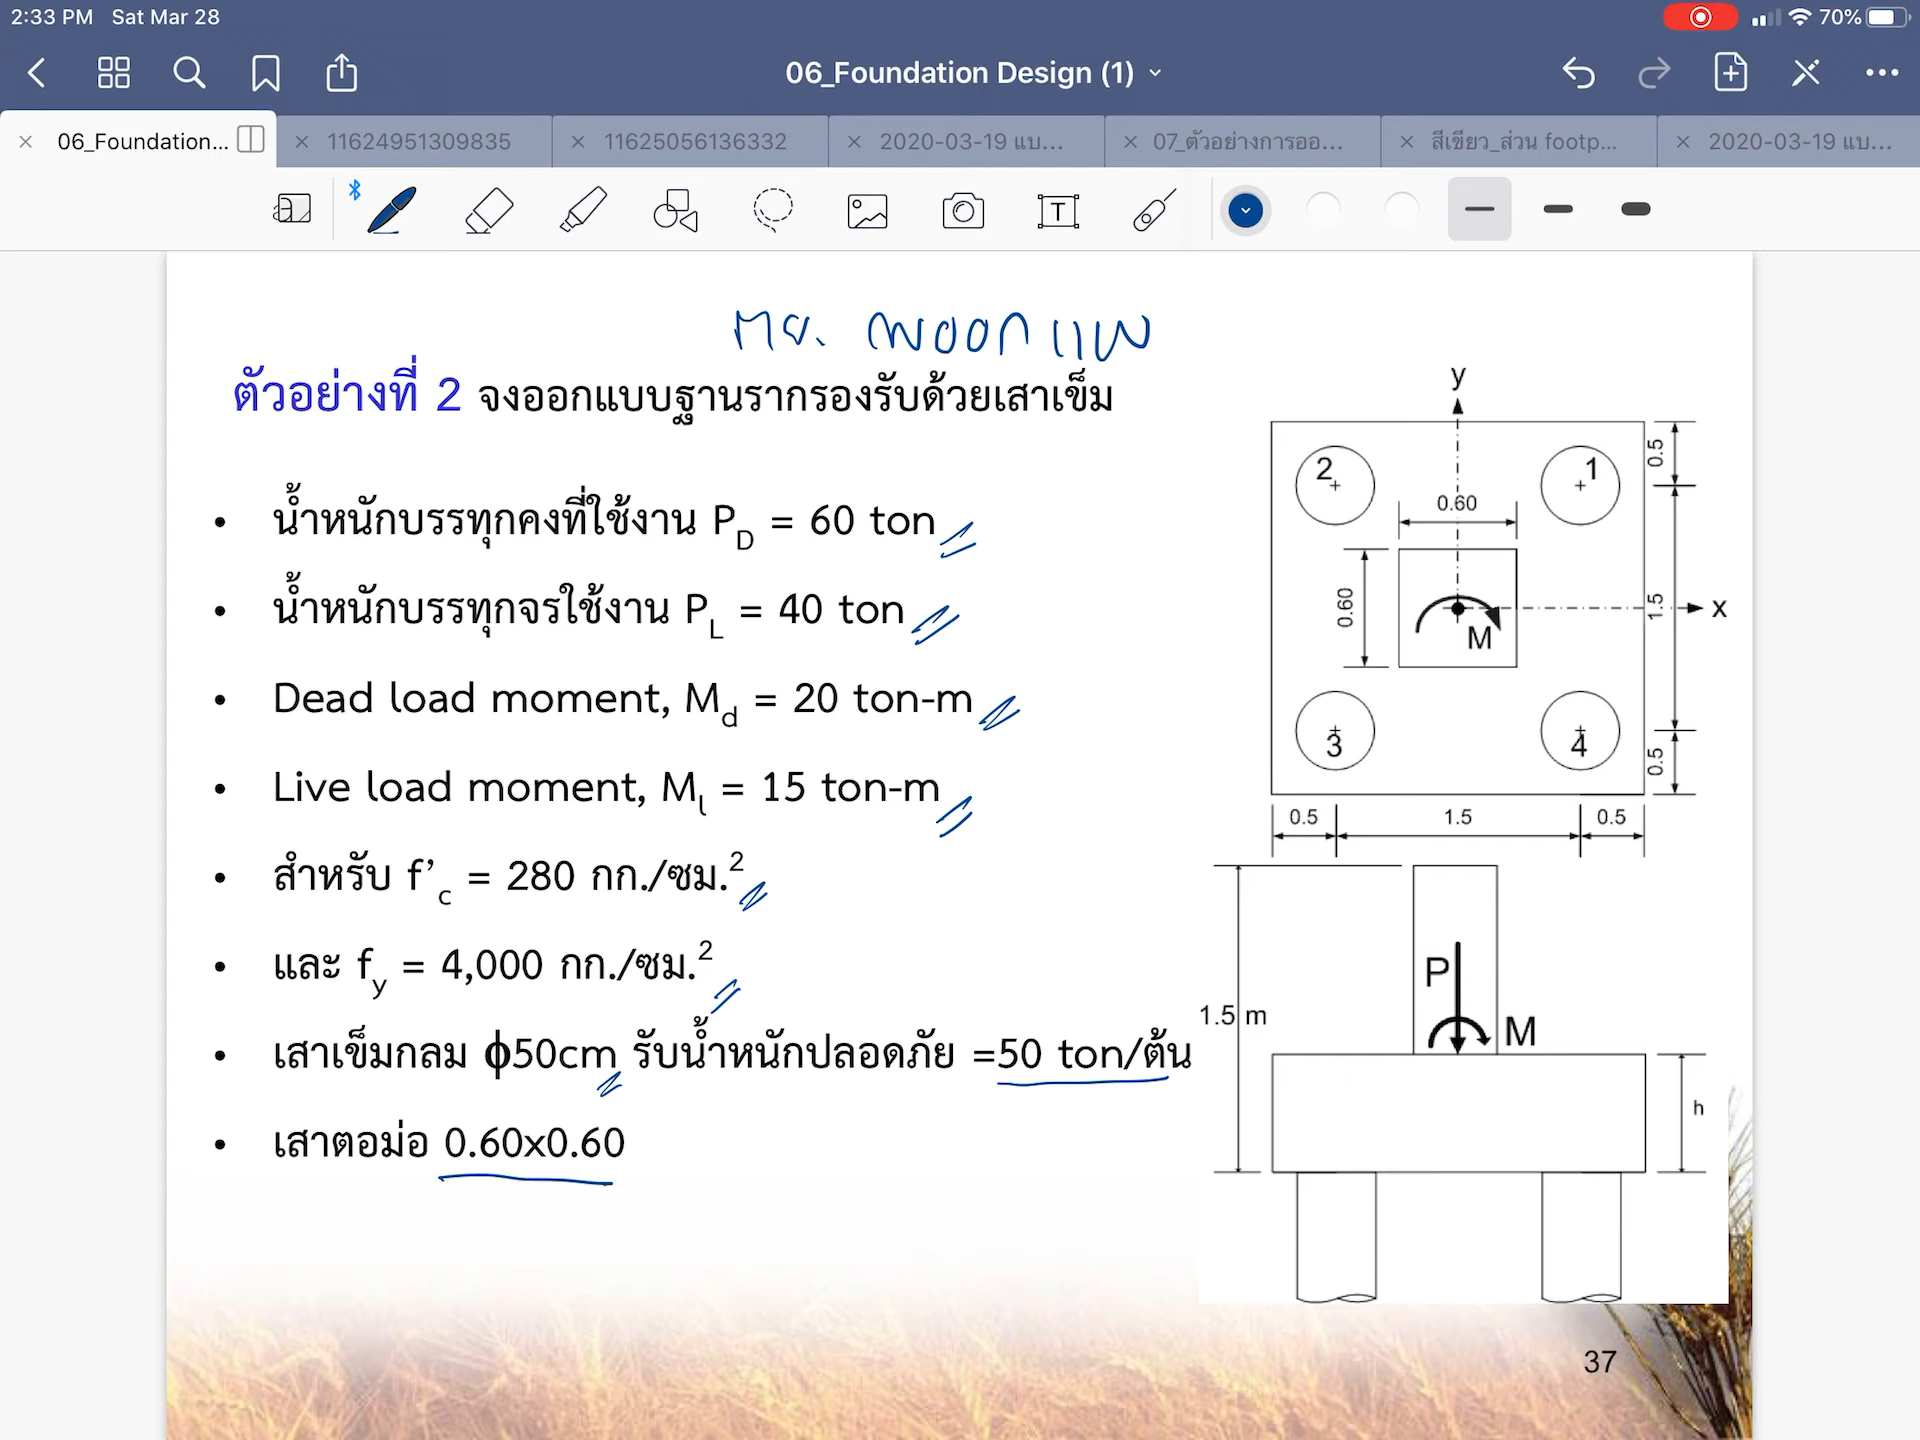 2:33 PM Sat Mar 28
70%
06_Foundation Design (1)
06_Foundation...
11624951309835
11625056136332
2020-03-19 แบ...
07_ตัวอย่างการออ...
สีเขียว_ส่วน footp...
2020-03-19 แบ...
ตย.
ตัวอย่างที่ 2 จงออกแบบฐานรากรองรับด้วยเสาเข็ม
• น้ำหนักบรรทุกคงที่ใช้งาน PD = 60 ton
• น้ำหนักบรรทุกจรใช้งาน PL = 40 ton
• Dead load moment, Md = 20 ton-m
• Live load moment, Ml = 15 ton-m
• สำหรับ f’c = 280 กก./ซม.2
• และ fy = 4,000 กก./ซม.2
• เสาเข็มกลม ϕ50cm รับน้ำหนักปลอดภัย =50 ton/ต้น
• เสาตอม่อ 0.60x0.60
y
2
1
0.5
0.60
0.60
M
1.5
x
3
4
0.5
0.5
1.5
0.5
P
M
1.5 m
h
37